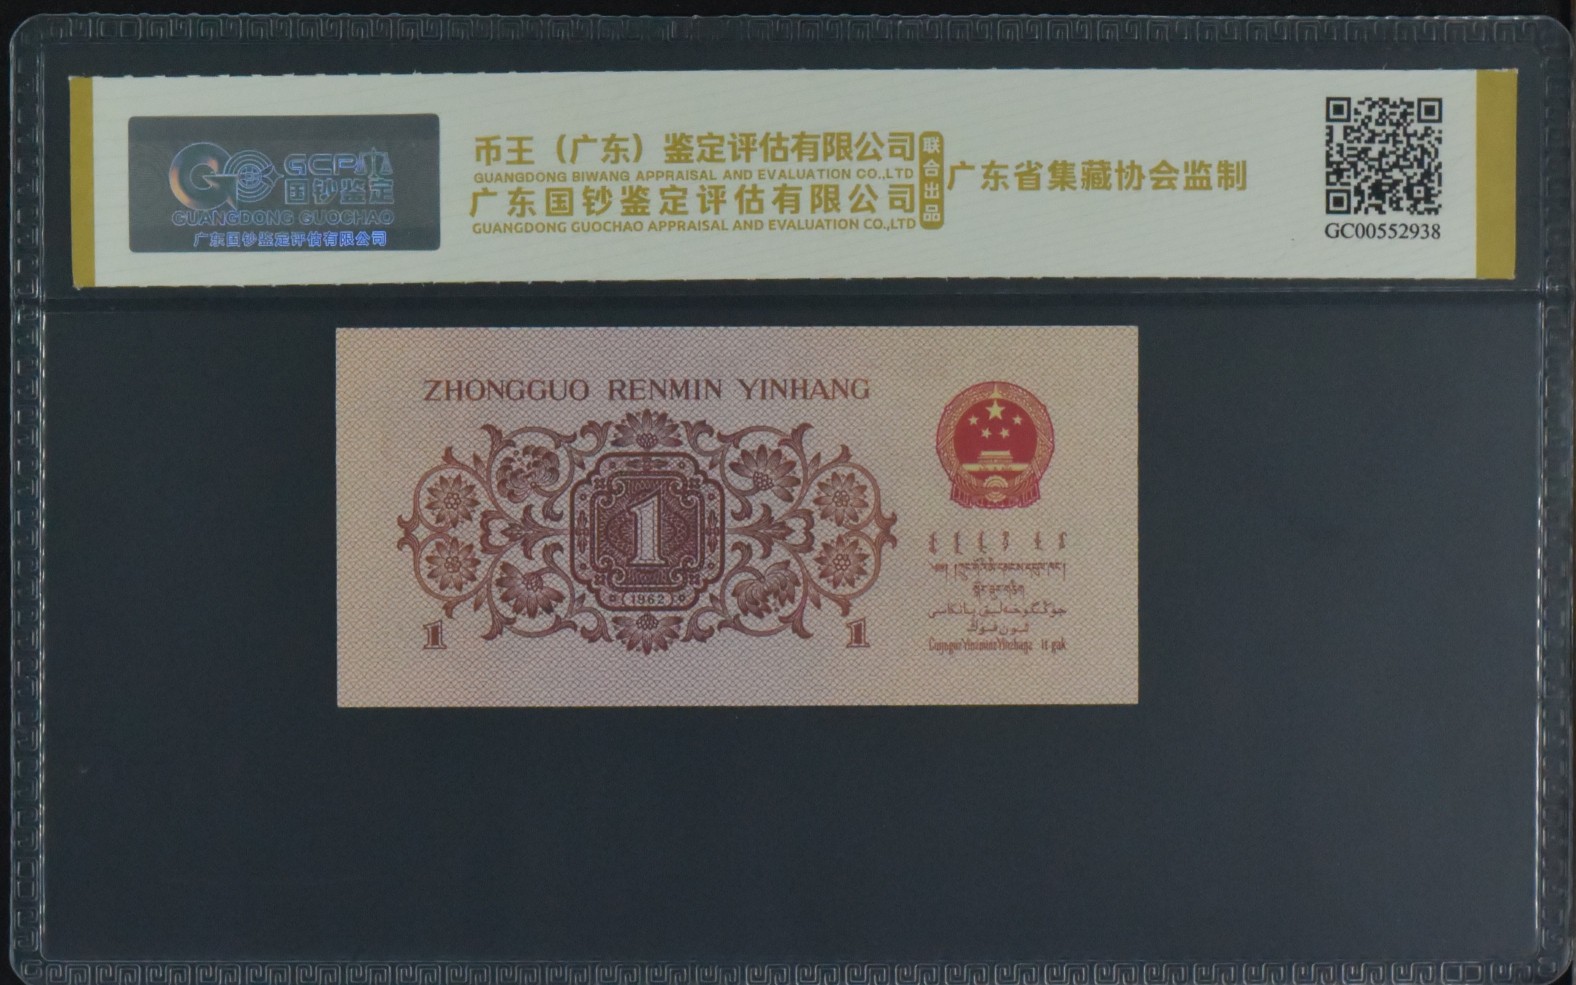 GCPA
国钞鉴定
GUANGDONG GUOCHAO
广东国钞鉴定评估有限公司
币王（广东）鉴定评估有限公司
GUANGDONG BIWANG APPRAISAL AND EVALUATION CO.,LTD
广东国钞鉴定评估有限公司
GUANGDONG GUOCHAO APPRAISAL AND EVALUATION CO.,LTD
联合出品
广东省集藏协会监制
GC00552938
ZHONGGUO RENMIN YINHANG
1
1962
1
1